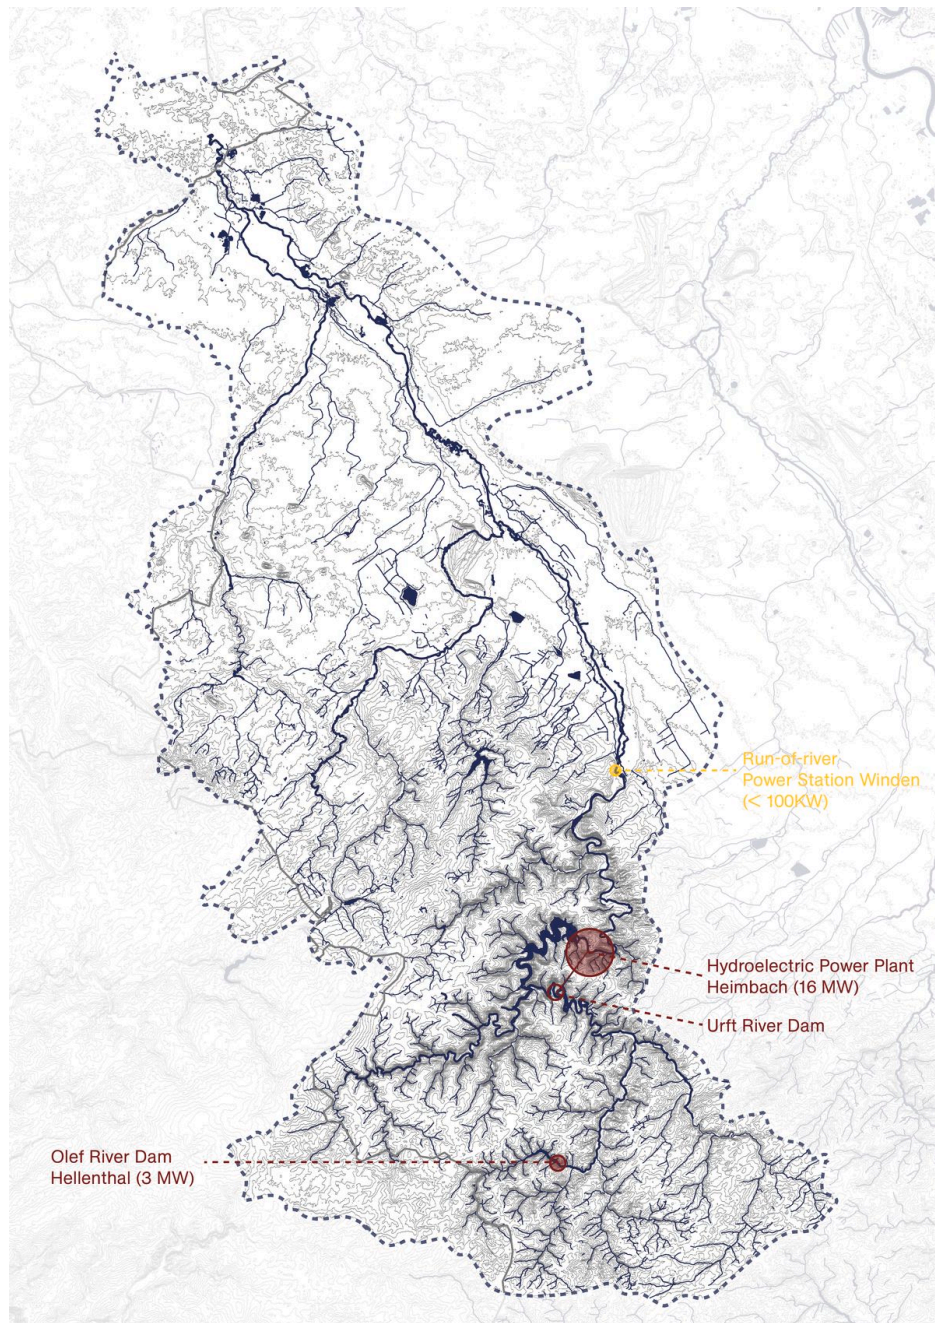 Run-of-river
Power Station Winden
(< 100KW)
Hydroelectric Power Plant
Heimbach (16 MW)
Urft River Dam
Olef River Dam
Hellenthal (3 MW)